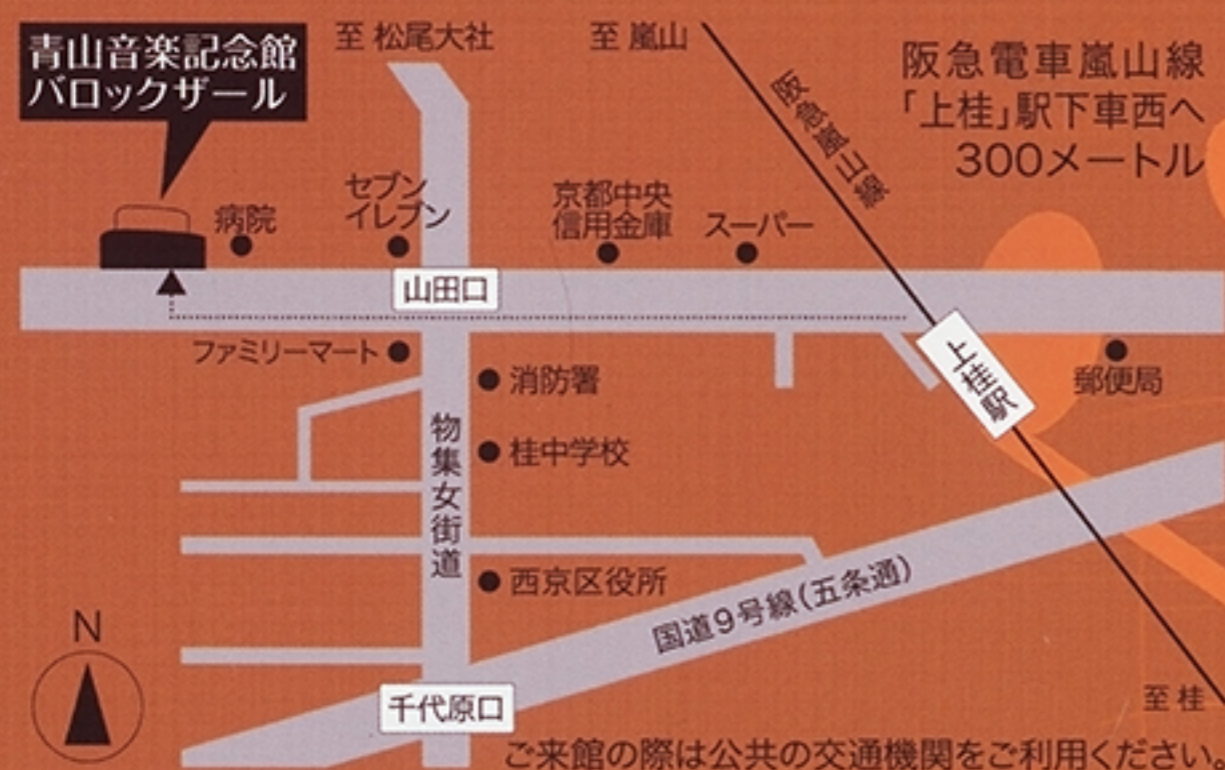 青山音楽記念館
バロックザール
至 松尾大社
至 嵐山
阪急嵐山線
阪急電車嵐山線
「上桂」駅下車西へ
300メートル
病院
セブン
イレブン
京都中央
信用金庫
スーパー
山田口
ファミリーマート
消防署
上桂駅
郵便局
桂中学校
物集女街道
西京区役所
国道9号線(五条通)
N
千代原口
至 桂
ご来館の際は公共の交通機関をご利用ください。